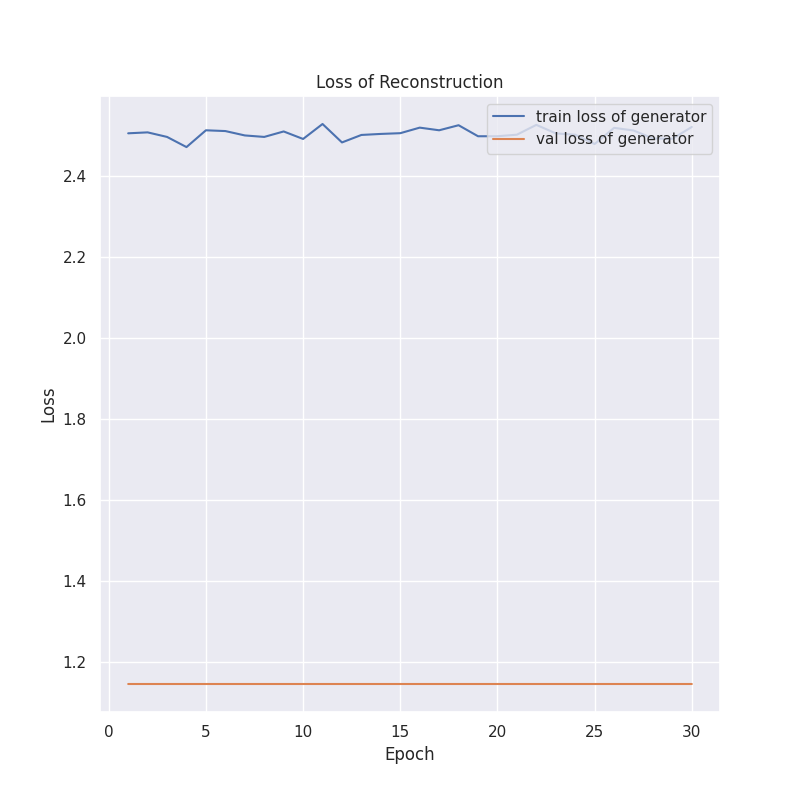 Loss of Reconstruction
train loss of generator
val loss of generator
2.4
2.2
2.0
1.8
1.6
1.4
1.2
Loss
0 5 10 15 20 25 30
Epoch